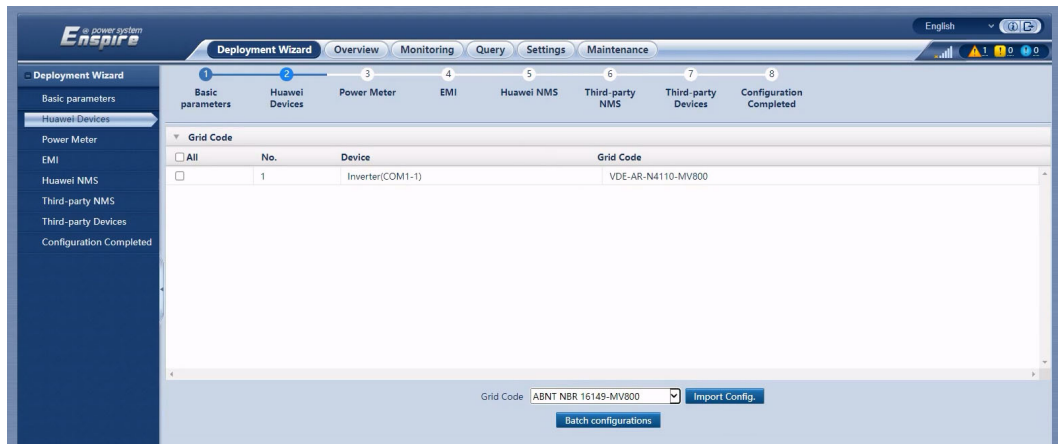 English
e power system
Enspire
Deployment Wizard Overview Monitoring Query Settings Maintenance
1 0 0
Deployment Wizard
Basic parameters
Huawei Devices
Power Meter
EMI
Huawei NMS
Third-party NMS
Third-party Devices
Configuration Completed
1 2 3 4 5 6 7 8
Basic parameters
Huawei Devices
Power Meter
EMI
Huawei NMS
Third-party NMS
Third-party Devices
Configuration Completed
Grid Code
All No. Device Grid Code
1 Inverter(COM1-1) VDE-AR-N4110-MV800
Grid Code ABNT NBR 16149-MV800 Import Config.
Batch configurations